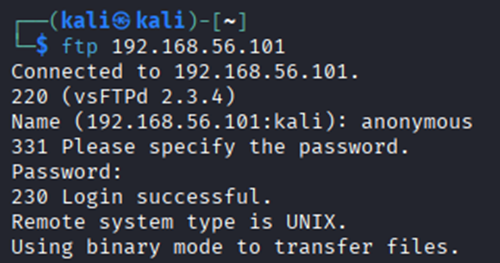 ┌──(kali㉿kali)-[~]
└─$ ftp 192.168.56.101
Connected to 192.168.56.101.
220 (vsFTPd 2.3.4)
Name (192.168.56.101:kali): anonymous
331 Please specify the password.
Password:
230 Login successful.
Remote system type is UNIX.
Using binary mode to transfer files.